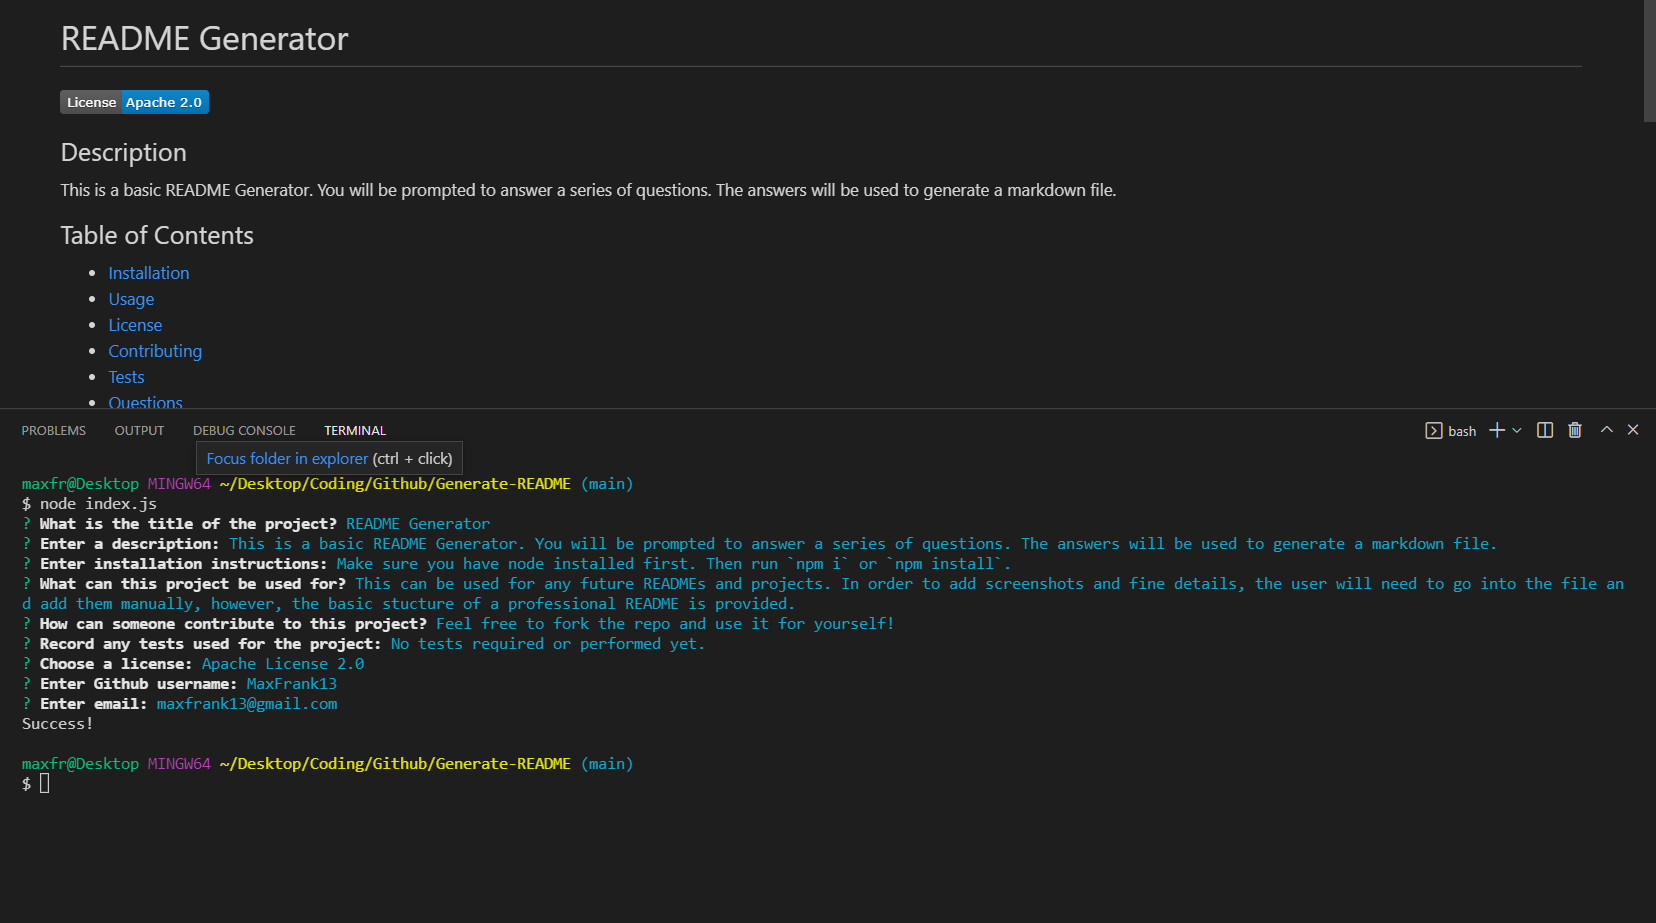 README Generator
License Apache 2.0
Description
This is a basic README Generator. You will be prompted to answer a series of questions. The answers will be used to generate a markdown file.
Table of Contents
Installation
Usage
License
Contributing
Tests
Questions
PROBLEMS OUTPUT DEBUG CONSOLE TERMINAL bash
Focus folder in explorer (ctrl + click)
maxfr@Desktop MINGW64 ~/Desktop/Coding/Github/Generate-README (main)
$ node index.js
? What is the title of the project? README Generator
? Enter a description: This is a basic README Generator. You will be prompted to answer a series of questions. The answers will be used to generate a markdown file.
? Enter installation instructions: Make sure you have node installed first. Then run `npm i` or `npm install`.
? What can this project be used for? This can be used for any future READMEs and projects. In order to add screenshots and fine details, the user will need to go into the file an
d add them manually, however, the basic stucture of a professional README is provided.
? How can someone contribute to this project? Feel free to fork the repo and use it for yourself!
? Record any tests used for the project: No tests required or performed yet.
? Choose a license: Apache License 2.0
? Enter Github username: MaxFrank13
? Enter email: maxfrank13@gmail.com
Success!
maxfr@Desktop MINGW64 ~/Desktop/Coding/Github/Generate-README (main)
$